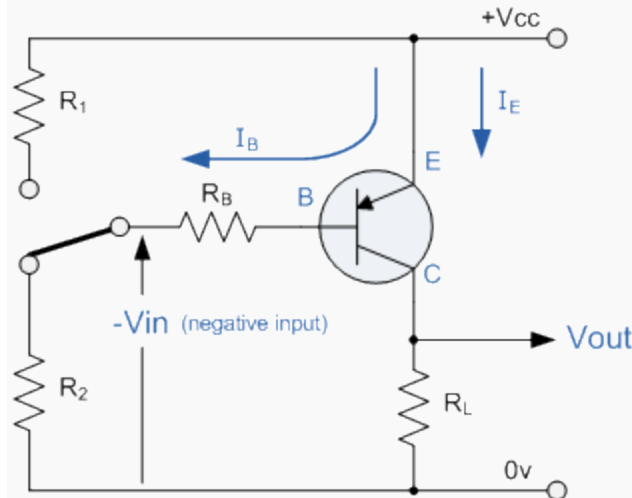 +Vcc
R1
IB
IE
E
B
RB
C
-Vin (negative input)
Vout
R2
RL
0v